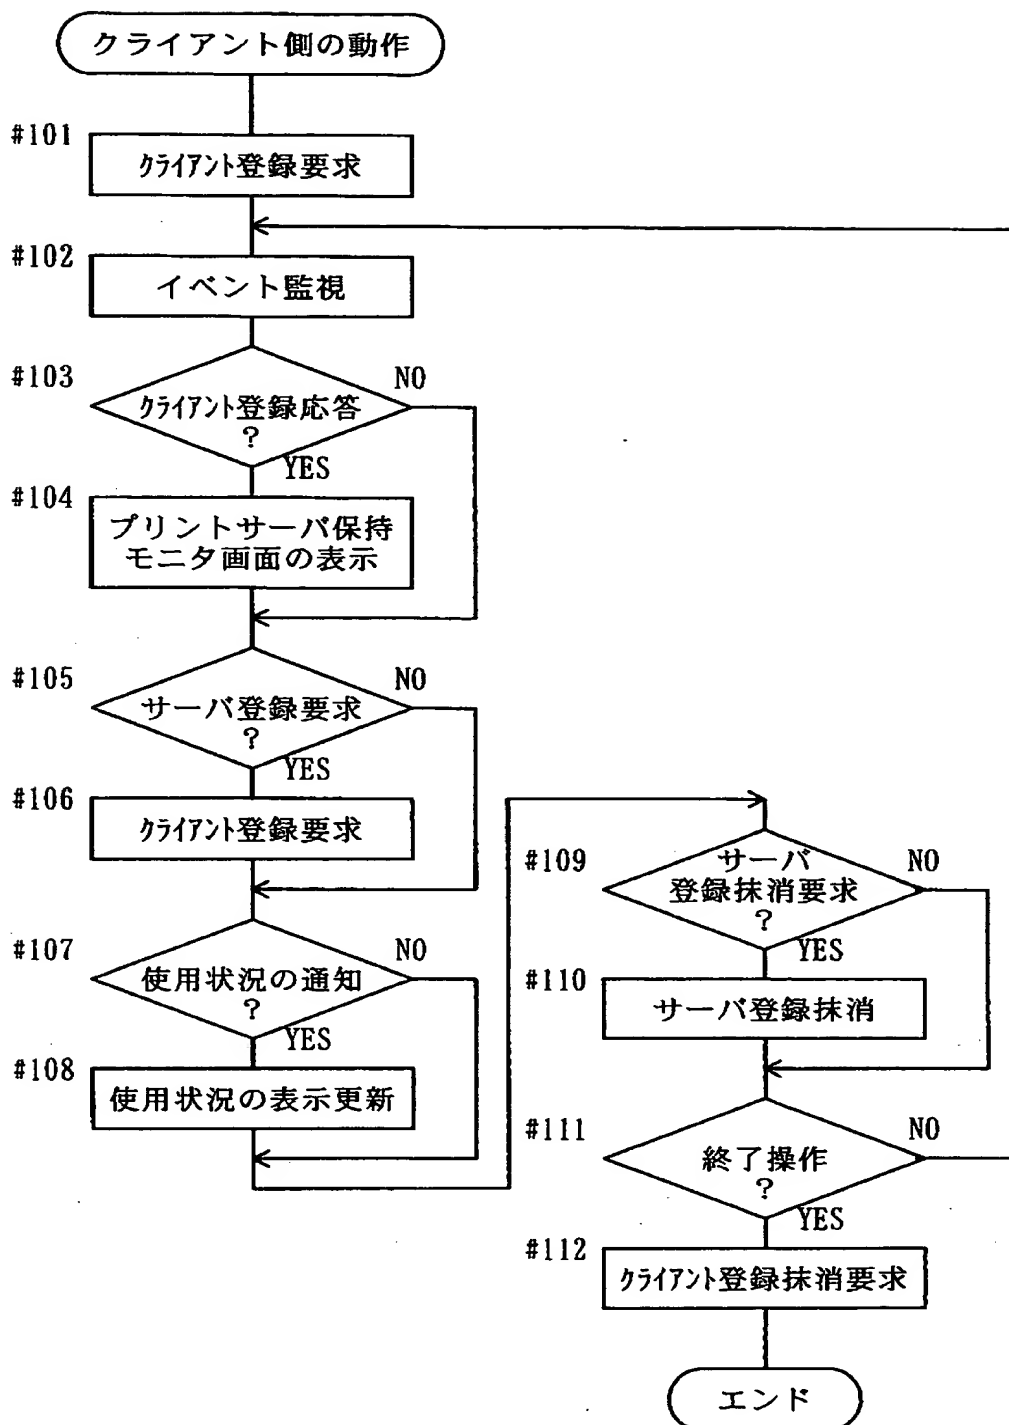 クライアント側の動作
#101
クライアント登録要求
#102
イベント監視
#103
クライアント登録応答
?
NO
YES
#104
プリントサーバ保持
モニタ画面の表示
#105
サーバ登録要求
?
NO
YES
#106
クライアント登録要求
#107
使用状況の通知
?
NO
YES
#108
使用状況の表示更新
#109
サーバ
登録抹消要求
?
NO
YES
#110
サーバ登録抹消
#111
終了操作
?
NO
YES
#112
クライアント登録抹消要求
エンド